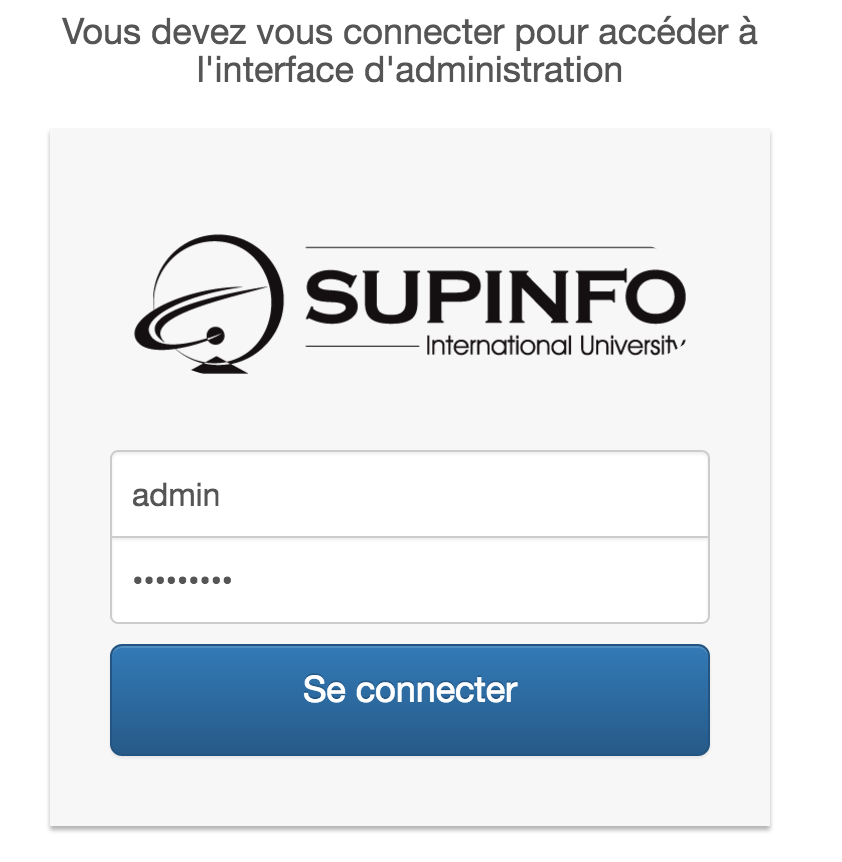 Vous devez vous connecter pour accéder à
l'interface d'administration
SUPINFO
International University
admin
•••••••••
Se connecter